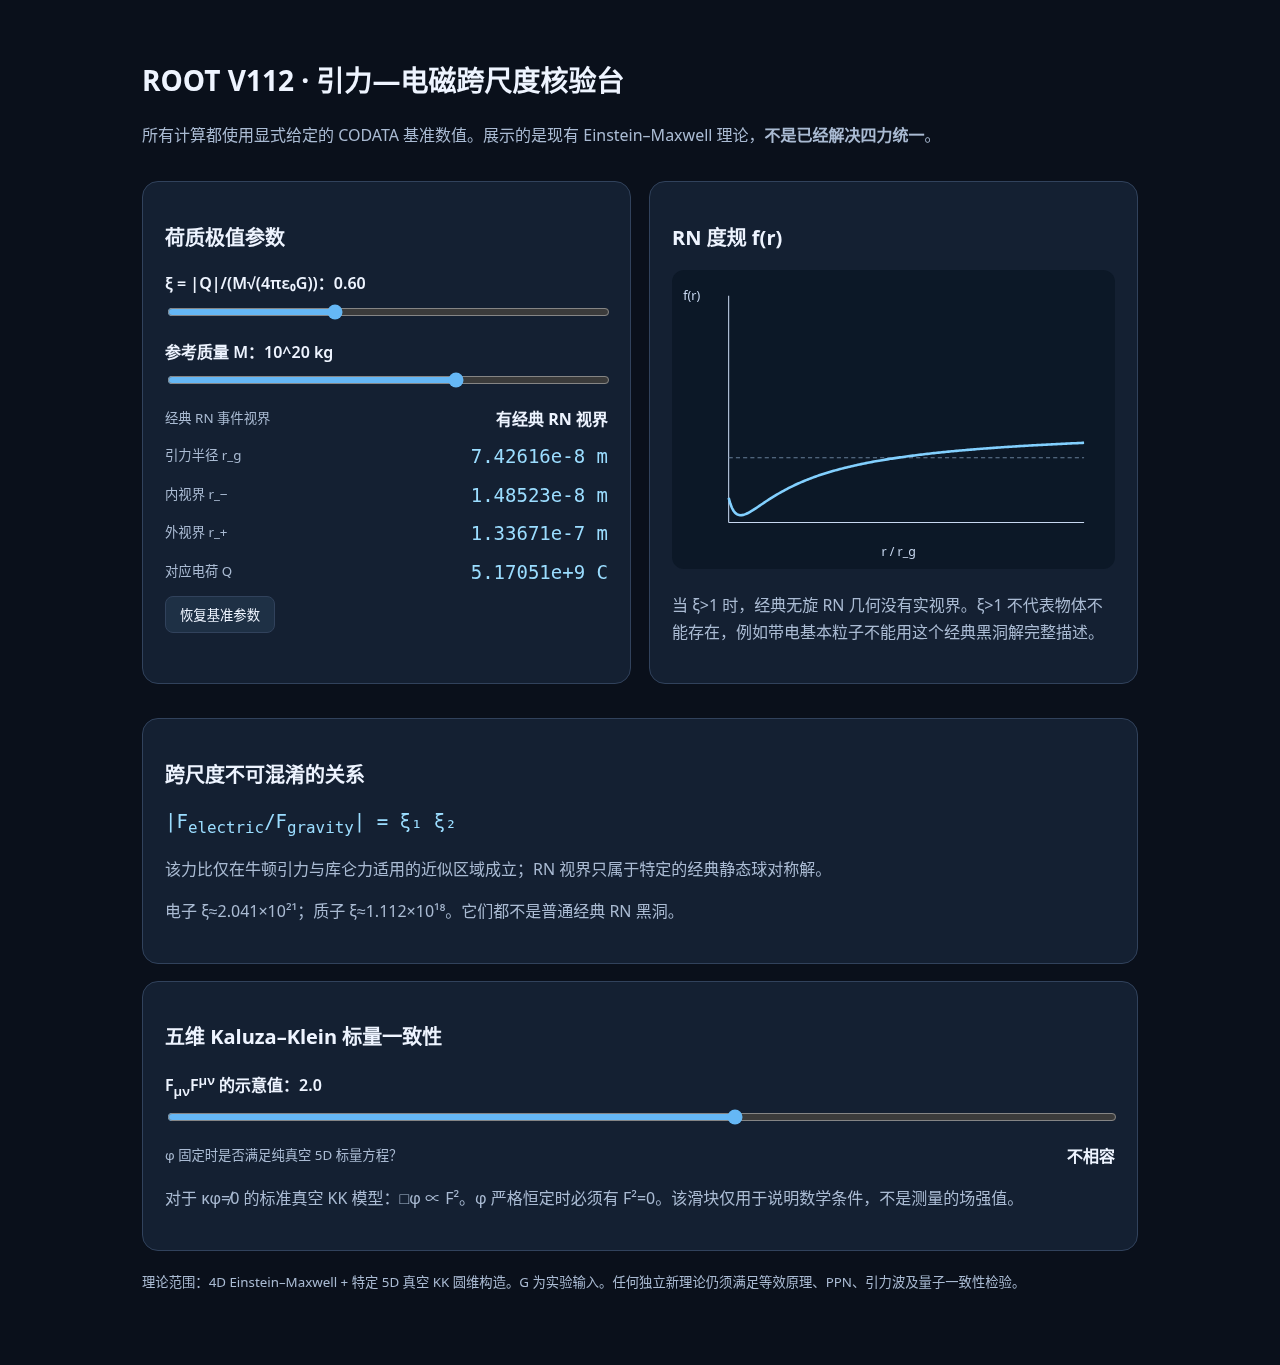 ROOT V112 · 引力—电磁跨尺度核验台
所有计算都使用显式给定的 CODATA 基准数值。展示的是现有 Einstein–Maxwell 理论，不是已经解决四力统一。
荷质极值参数
ξ = |Q|/(M√(4πε₀G))：0.60
参考质量 M：10^20 kg
经典 RN 事件视界 有经典 RN 视界
引力半径 r_g 7.42616e-8 m
内视界 r_− 1.48523e-8 m
外视界 r_+ 1.33671e-7 m
对应电荷 Q 5.17051e+9 C
恢复基准参数
RN 度规 f(r)
f(r)
r / r_g
当 ξ>1 时，经典无旋 RN 几何没有实视界。ξ>1 不代表物体不
能存在，例如带电基本粒子不能用这个经典黑洞解完整描述。
跨尺度不可混淆的关系
|Felectric/Fgravity| = ξ₁ ξ₂
该力比仅在牛顿引力与库仑力适用的近似区域成立；RN 视界只属于特定的经典静态球对称解。
电子 ξ≈2.041×10²¹；质子 ξ≈1.112×10¹⁸。它们都不是普通经典 RN 黑洞。
五维 Kaluza–Klein 标量一致性
FμνFμν 的示意值：2.0
φ 固定时是否满足纯真空 5D 标量方程？ 不相容
对于 κφ≠0 的标准真空 KK 模型：□φ ∝ F²。φ 严格恒定时必须有 F²=0。该滑块仅用于说明数学条件，不是测量的场强值。
理论范围：4D Einstein–Maxwell + 特定 5D 真空 KK 圆维构造。G 为实验输入。任何独立新理论仍须满足等效原理、PPN、引力波及量子一致性检验。